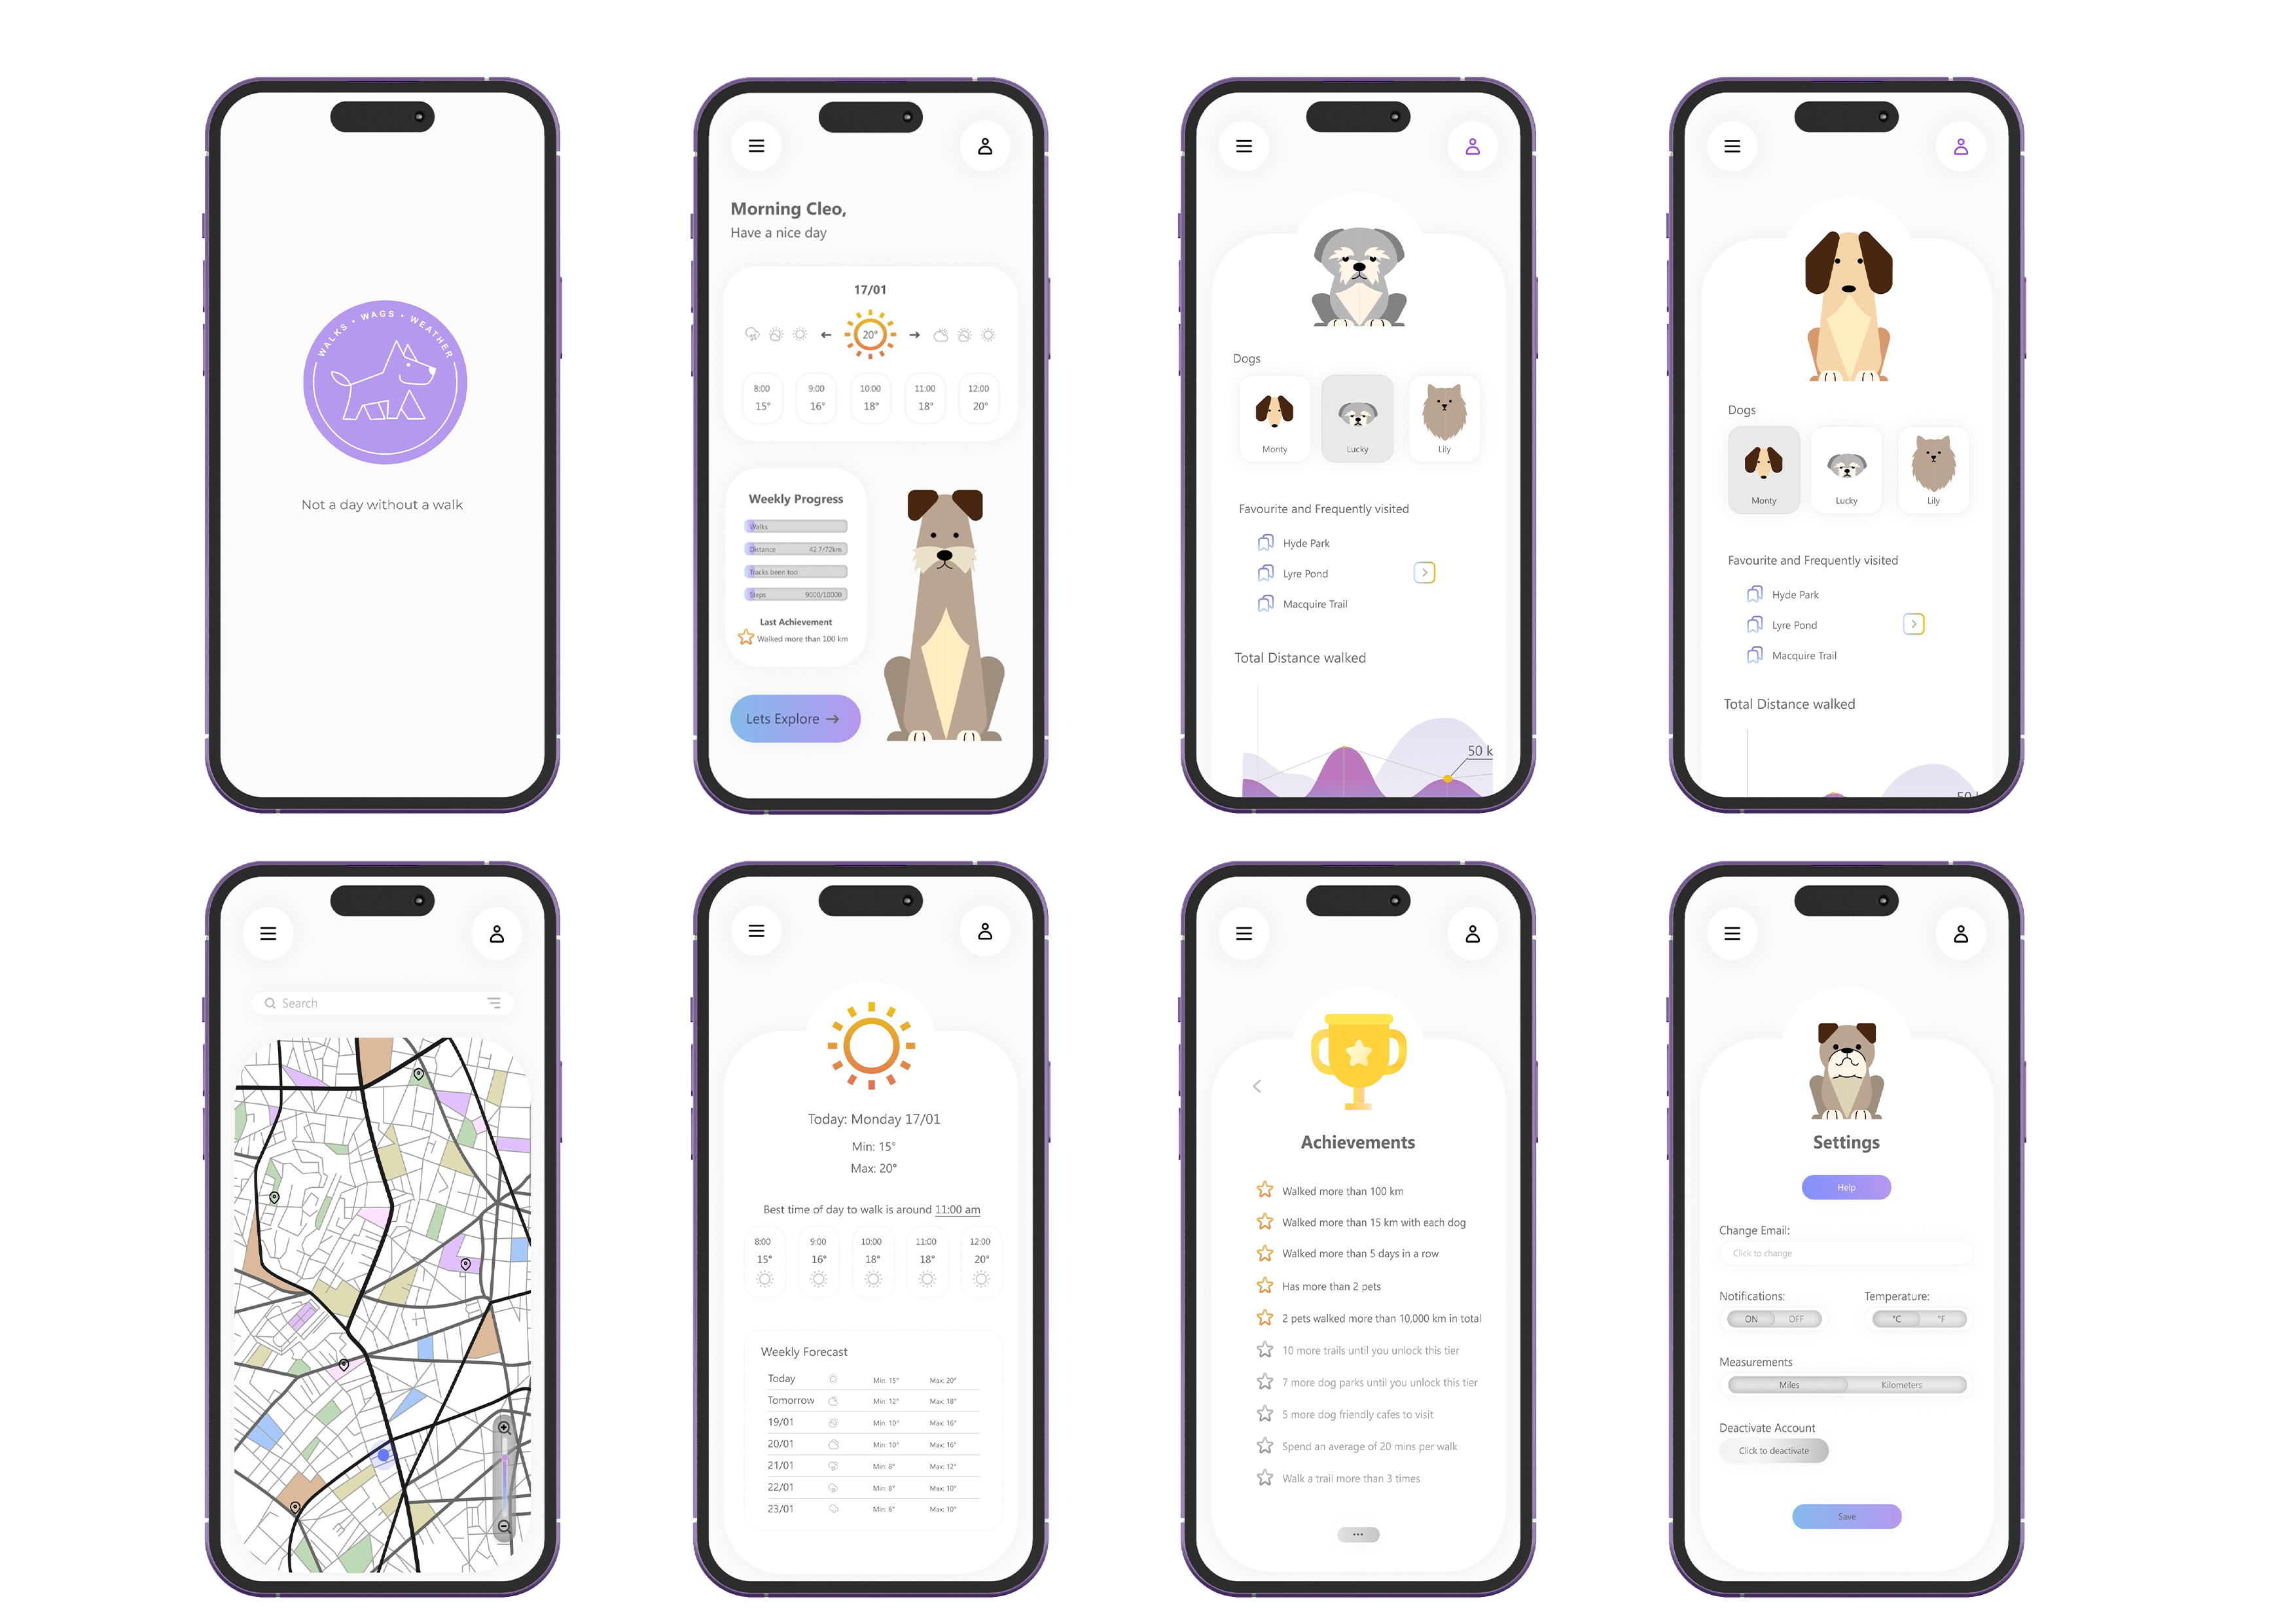 WALKS • WAGS • WEATHER
Not a day without a walk
Morning Cleo,
Have a nice day
17/01
20°
8:00 9:00 10:00 11:00 12:00
15° 16° 18° 18° 20°
Weekly Progress
Walks
Distance 42.7/72km
Tracks been too
Steps 9000/10000
Last Achievement
Walked more than 100 km
Lets Explore →
Dogs
Monty Lucky Lily
Favourite and Frequently visited
Hyde Park
Lyre Pond
Macquire Trail
Total Distance walked
50 k
Dogs
Monty Lucky Lily
Favourite and Frequently visited
Hyde Park
Lyre Pond
Macquire Trail
Total Distance walked
50
Search
Today: Monday 17/01
Min: 15°
Max: 20°
Best time of day to walk is around 11:00 am
8:00 9:00 10:00 11:00 12:00
15° 16° 18° 18° 20°
Weekly Forecast
Today Min: 15° Max: 20°
Tomorrow Min: 12° Max: 18°
19/01 Min: 10° Max: 16°
20/01 Min: 10° Max: 16°
21/01 Min: 8° Max: 12°
22/01 Min: 8° Max: 10°
23/01 Min: 6° Max: 10°
Achievements
Walked more than 100 km
Walked more than 15 km with each dog
Walked more than 5 days in a row
Has more than 2 pets
2 pets walked more than 10,000 km in total
10 more trails until you unlock this tier
7 more dog parks until you unlock this tier
5 more dog friendly cafes to visit
Spend an average of 20 mins per walk
Walk a trail more than 3 times
...
Settings
Help
Change Email:
Click to change
Notifications: Temperature:
ON OFF °C °F
Measurements
Miles Kilometers
Deactivate Account
Click to deactivate
Save